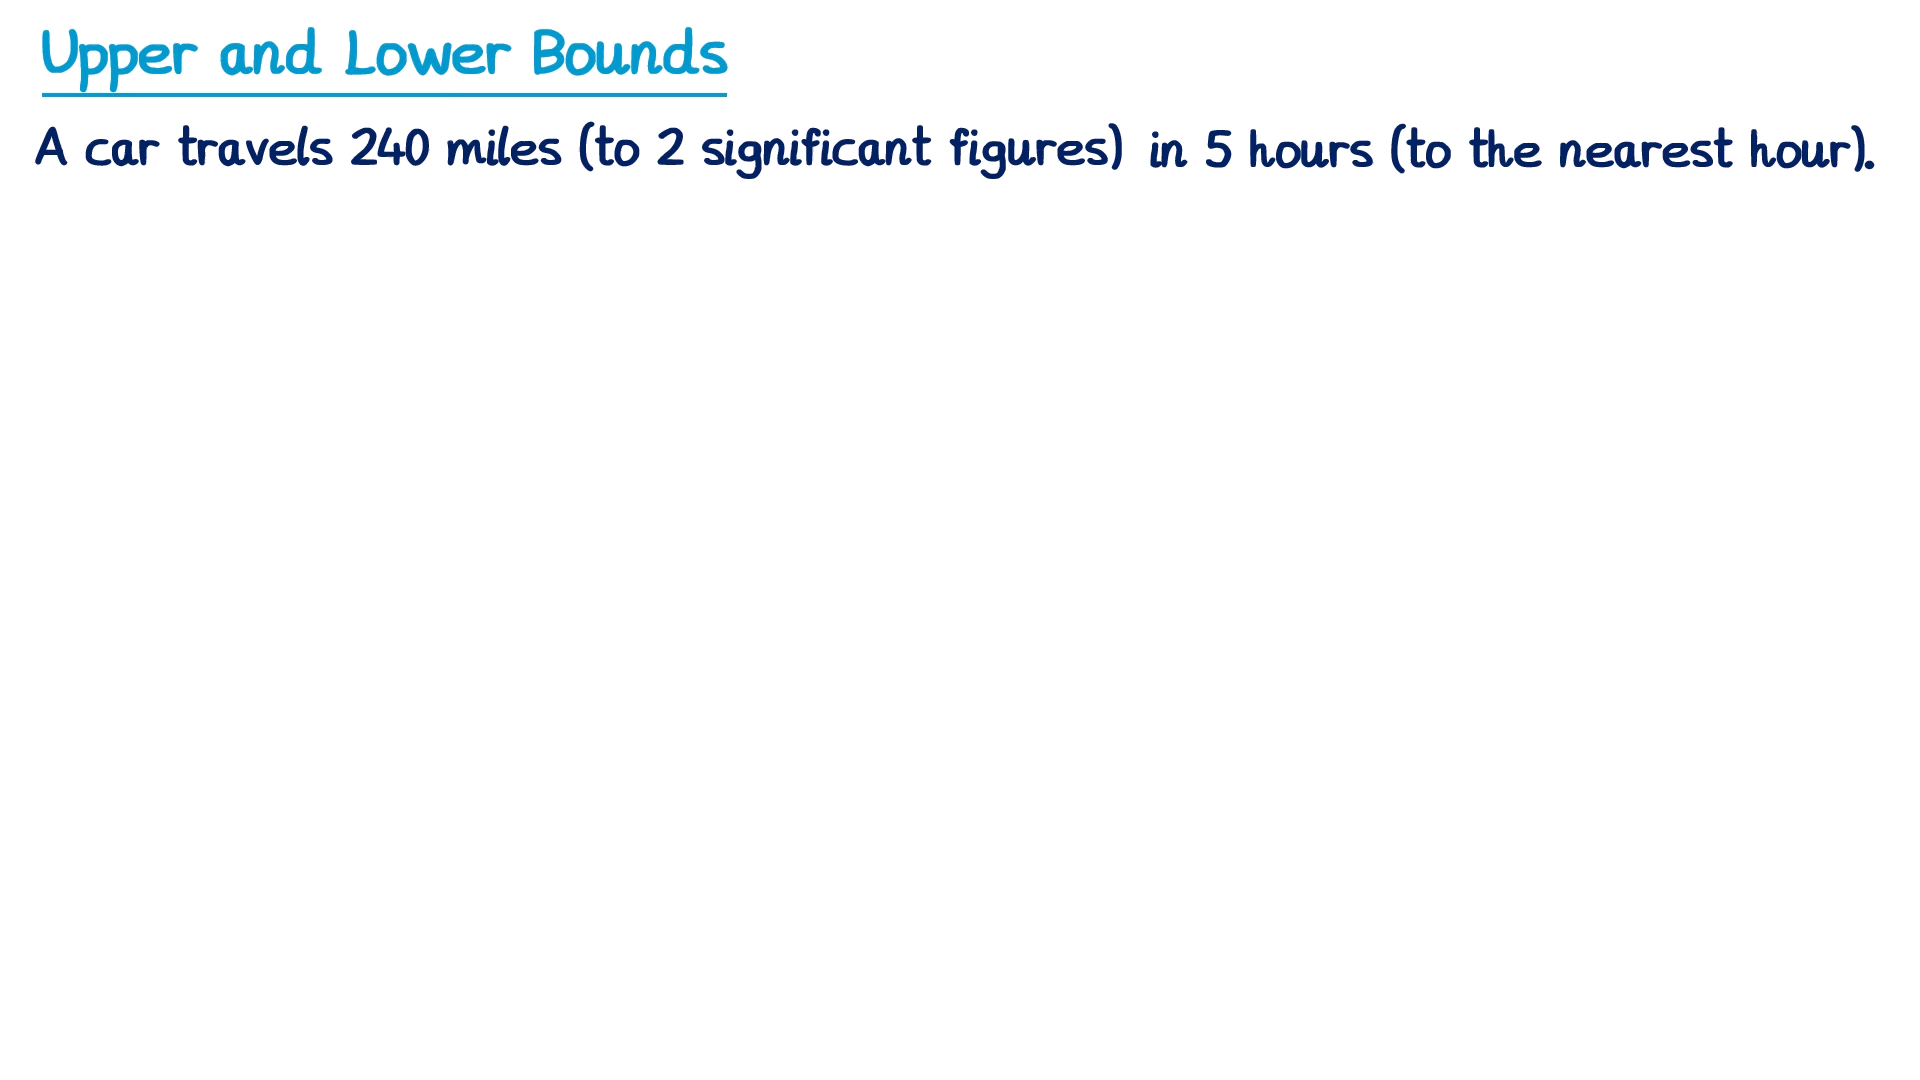 Upper and Lower Bounds
A car travels 240 miles (to 2 significant figures) in 5 hours (to the nearest hour).